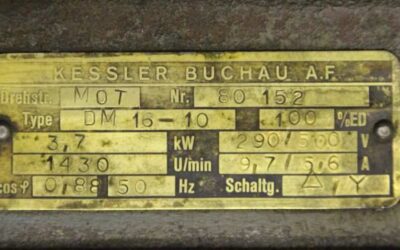 KESSLER BUCHAU A.F.
Drehstr. MOT Nr. 80 152
Type DM 16-10 100 %ED
3,7 kW 290/500 V
1430 U/min 9,7/5,6 A
cos φ 0,88 50 Hz Schaltg. △/Y